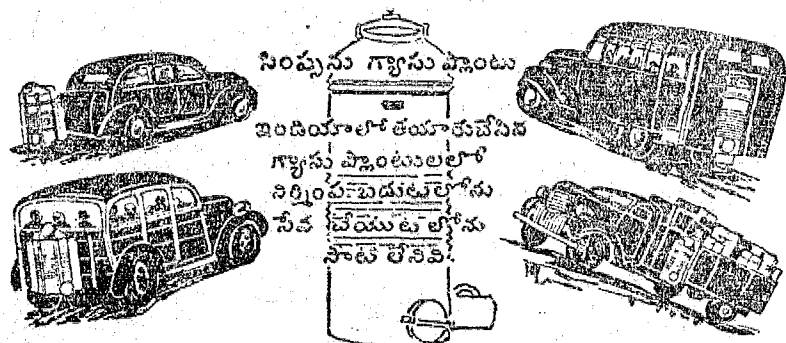 సింప్సను గ్యాసు ప్లాంటు
ఇండియాలో తయారుచేసిన
గ్యాసు ప్లాంటులలో
నిర్మింపబడుటలోను
సేవ చేయుటలోను
సాటి లేనివి.